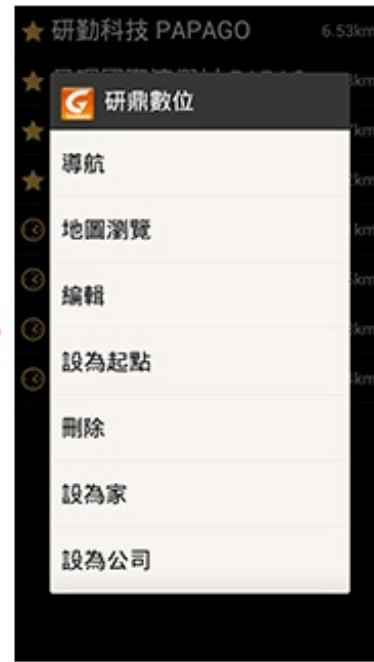 研勤科技 PAPAGO 6.53km
研鼎數位
導航
地圖瀏覽
編輯
設為起點
刪除
設為家
設為公司